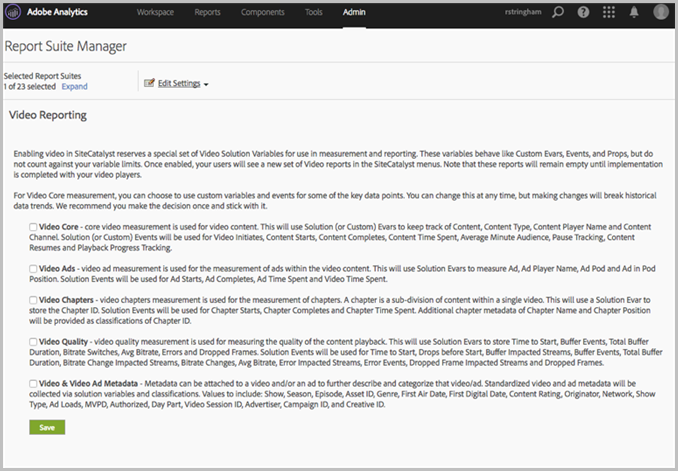 Adobe Analytics Workspace Reports Components Tools Admin rstringham
Report Suite Manager
Selected Report Suites
1 of 23 selected Expand
Edit Settings
Video Reporting
Enabling video in SiteCatalyst reserves a special set of Video Solution Variables for use in measurement and reporting. These variables behave like Custom Evars, Events, and Props, but do
not count against your variable limits. Once enabled, your users will see a new set of Video reports in the SiteCatalyst menus. Note that these reports will remain empty until implementation
is completed with your video players.
For Video Core measurement, you can choose to use custom variables and events for some of the key data points. You can change this at any time, but making changes will break historical
data trends. We recommend you make the decision once and stick with it.
Video Core - core video measurement is used for video content. This will use Solution (or Custom) Evars to keep track of Content, Content Type, Content Player Name and Content
Channel. Solution (or Custom) Events will be used for Video Initiates, Content Starts, Content Completes, Content Time Spent, Average Minute Audience, Pause Tracking, Content
Resumes and Playback Progress Tracking.
Video Ads - video ad measurement is used for the measurement of ads within the video content. This will use Solution Evars to measure Ad, Ad Player Name, Ad Pod and Ad in Pod
Position. Solution Events will be used for Ad Starts, Ad Completes, Ad Time Spent and Video Time Spent.
Video Chapters - video chapters measurement is used for the measurement of chapters. A chapter is a sub-division of content within a single video. This will use a Solution Evar to
store the Chapter ID. Solution Events will be used for Chapter Starts, Chapter Completes and Chapter Time Spent. Additional chapter metadata of Chapter Name and Chapter Position
will be provided as classifications of Chapter ID.
Video Quality - video quality measurement is used for measuring the quality of the content playback. This will use Solution Evars to store Time to Start, Buffer Events, Total Buffer
Duration, Bitrate Switches, Avg Bitrate, Errors and Dropped Frames. Solution Events will be used for Time to Start, Drops before Start, Buffer Impacted Streams, Buffer Events, Total Buffer
Duration, Bitrate Change Impacted Streams, Bitrate Changes, Avg Bitrate, Error Impacted Streams, Error Events, Dropped Frame Impacted Streams and Dropped Frames.
Video & Video Ad Metadata - Metadata can be attached to a video and/or an ad to further describe and categorize that video/ad. Standardized video and ad metadata will be
collected via solution variables and classifications. Values to include: Show, Season, Episode, Asset ID, Genre, First Air Date, First Digital Date, Content Rating, Originator, Network, Show
Type, Ad Loads, MVPD, Authorized, Day Part, Video Session ID, Advertiser, Campaign ID, and Creative ID.
Save